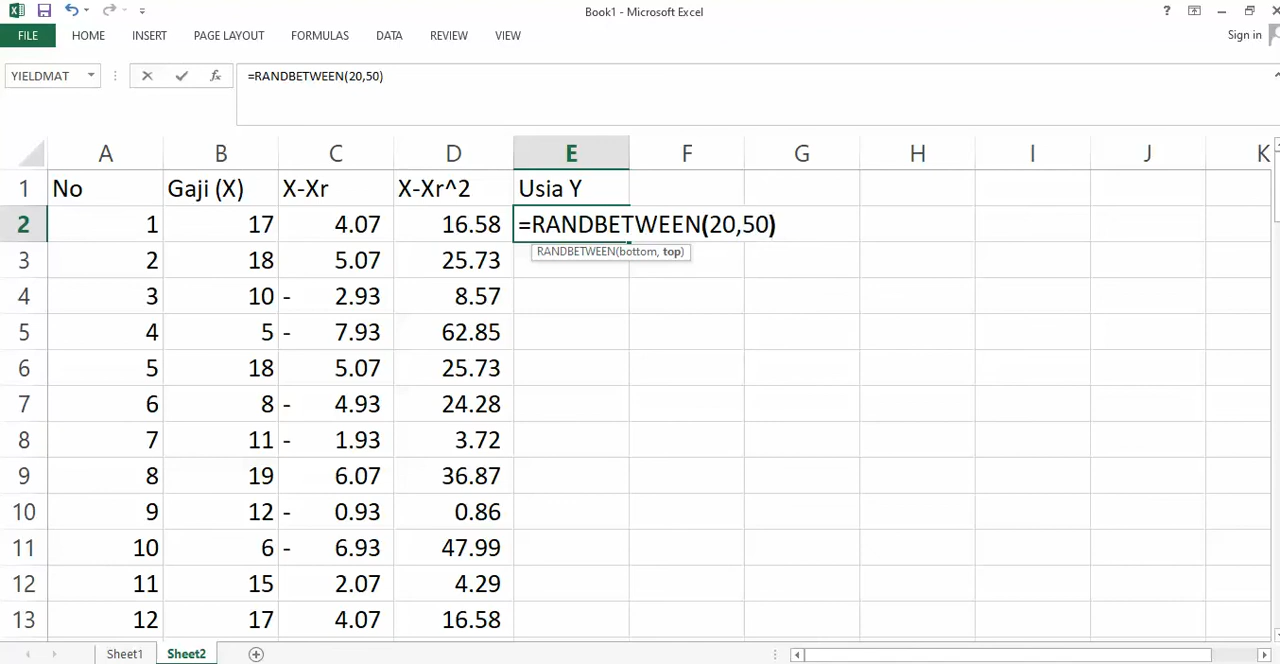 Book1 - Microsoft Excel
?
FILE HOME INSERT PAGE LAYOUT FORMULAS DATA REVIEW VIEW Sign in
YIELDMAT fx =RANDBETWEEN(20,50)
A B C D E F G H I J K
1 No Gaji (X) X-Xr X-Xr^2 Usia Y
2 1 17 4.07 16.58 =RANDBETWEEN(20,50)
RANDBETWEEN(bottom, top)
3 2 18 5.07 25.73
4 3 10 - 2.93 8.57
5 4 5 - 7.93 62.85
6 5 18 5.07 25.73
7 6 8 - 4.93 24.28
8 7 11 - 1.93 3.72
9 8 19 6.07 36.87
10 9 12 - 0.93 0.86
11 10 6 - 6.93 47.99
12 11 15 2.07 4.29
13 12 17 4.07 16.58
Sheet1 Sheet2